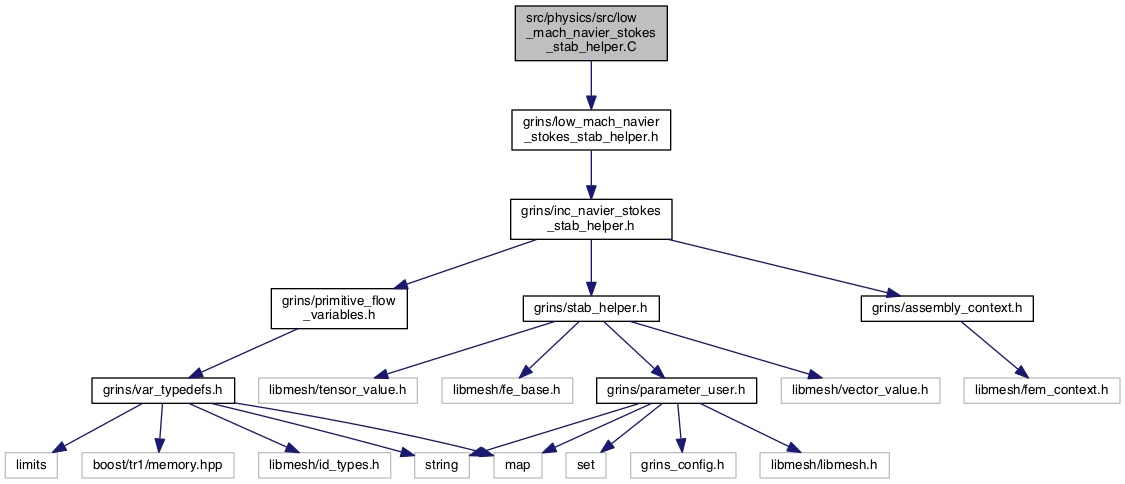 src/physics/src/low
_mach_navier_stokes
_stab_helper.C
grins/low_mach_navier
_stokes_stab_helper.h
grins/inc_navier_stokes
_stab_helper.h
grins/primitive_flow
_variables.h
grins/stab_helper.h
grins/assembly_context.h
grins/var_typedefs.h
libmesh/tensor_value.h
libmesh/fe_base.h
grins/parameter_user.h
libmesh/vector_value.h
libmesh/fem_context.h
limits
boost/tr1/memory.hpp
libmesh/id_types.h
string
map
set
grins_config.h
libmesh/libmesh.h